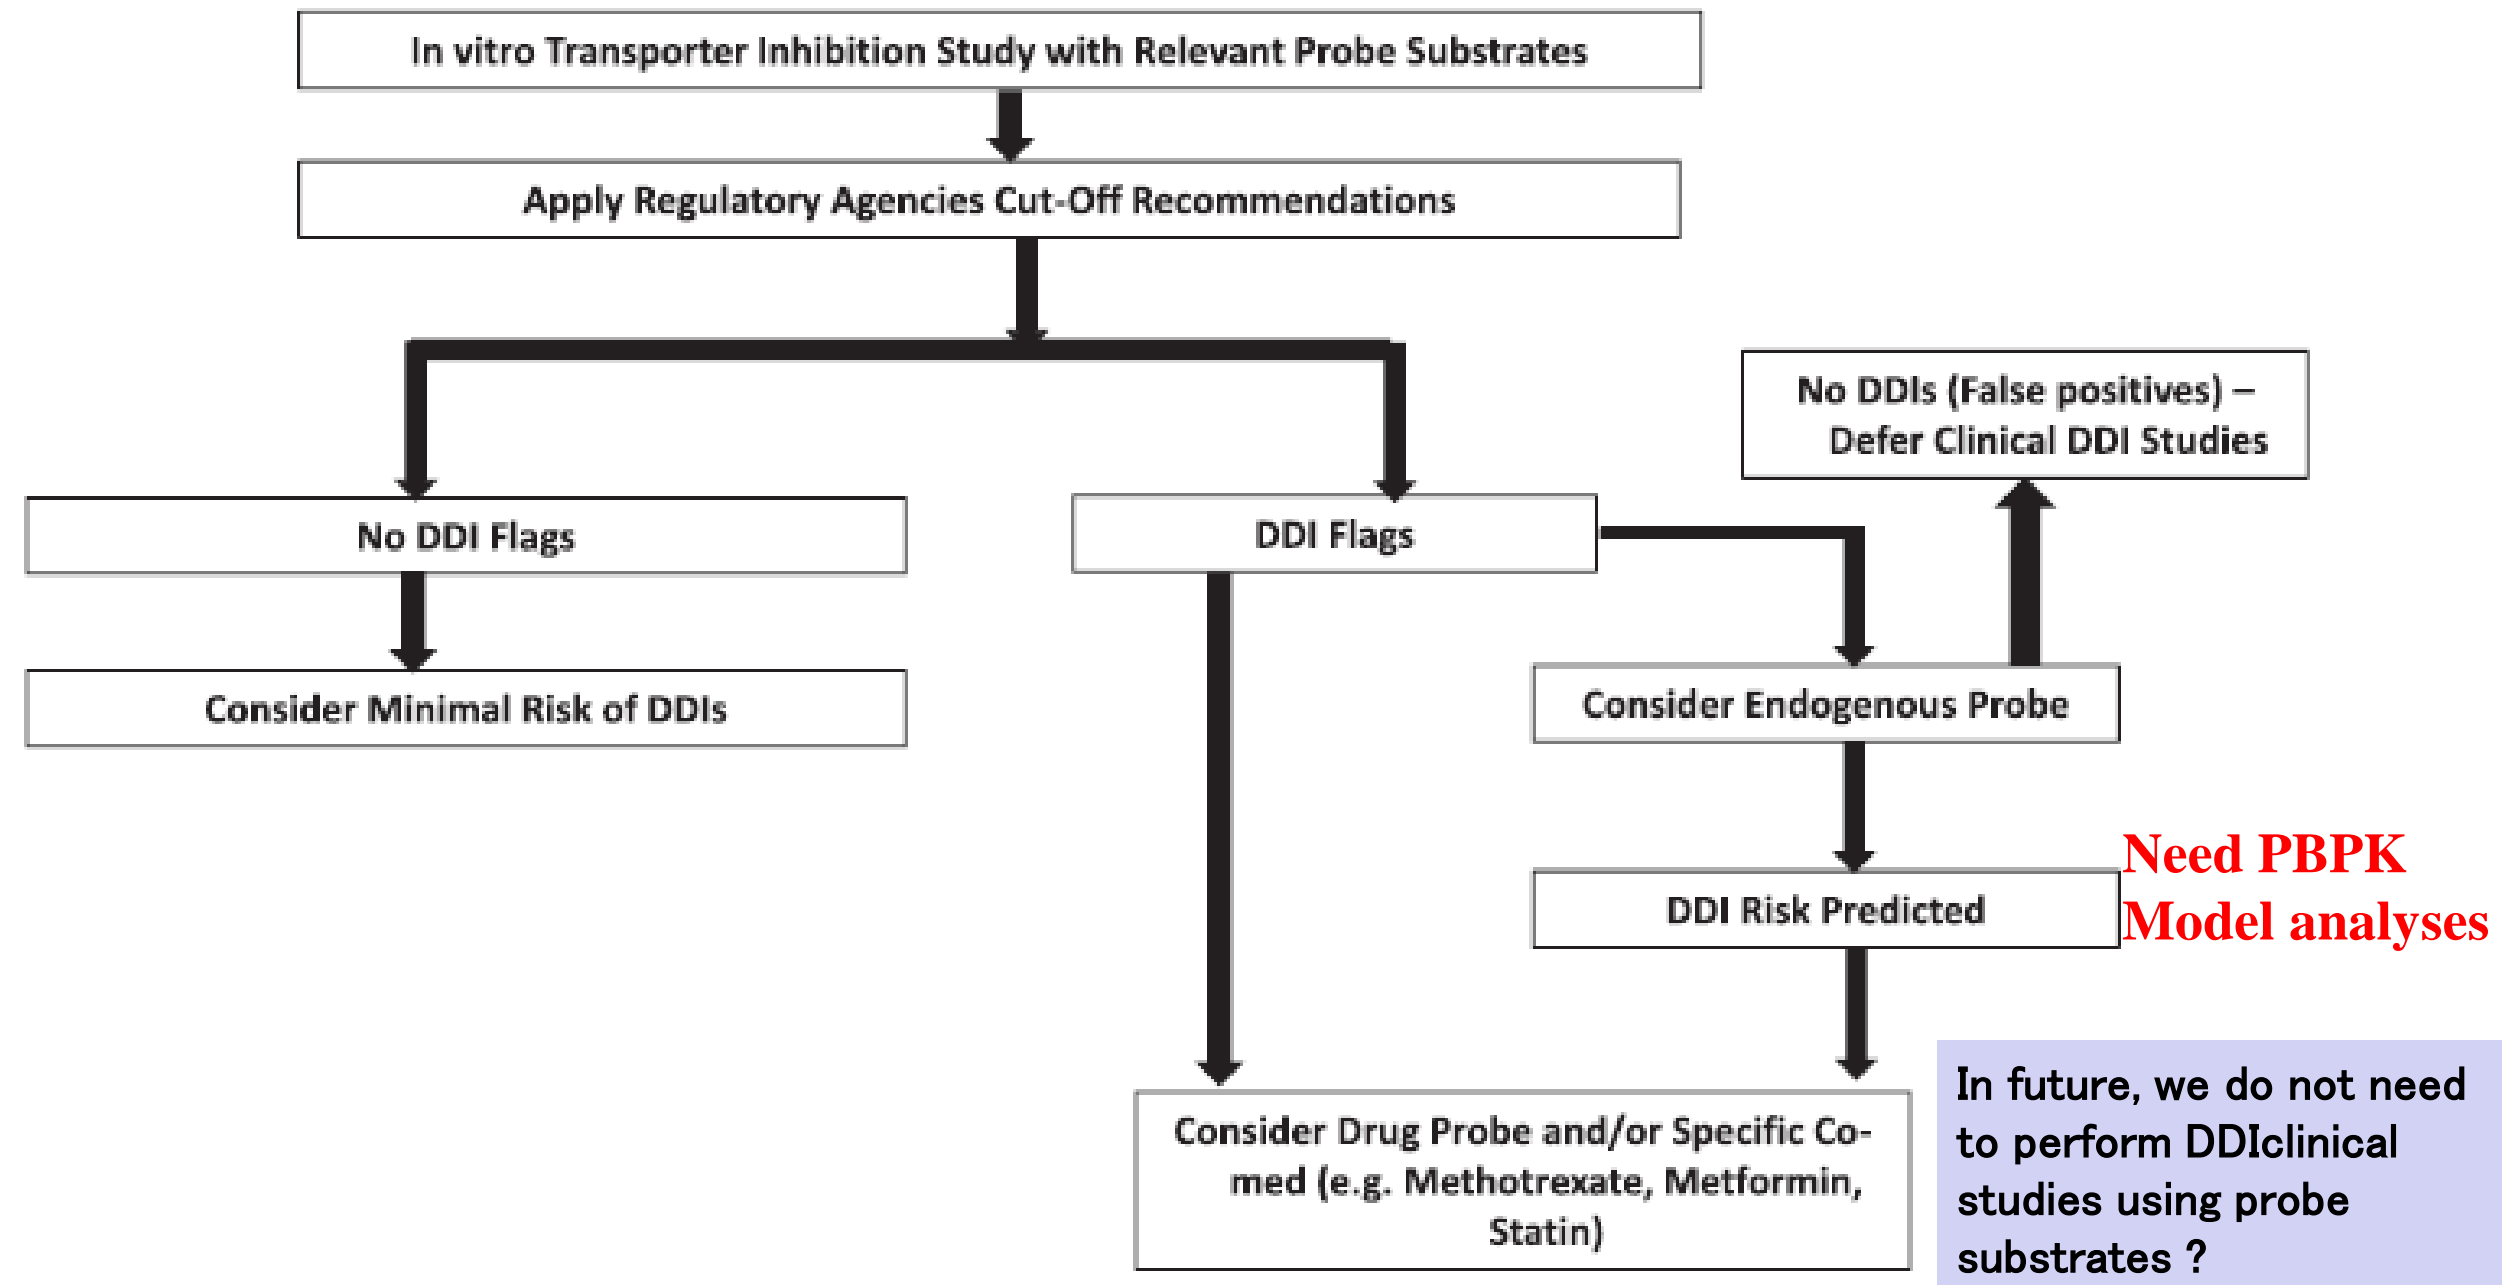 In vitro Transporter Inhibition Study with Relevant Probe Substrates
Apply Regulatory Agencies Cut-Off Recommendations
No DDIs (False positives) –
Defer Clinical DDI Studies
No DDI Flags
DDI Flags
Consider Minimal Risk of DDIs
Consider Endogenous Probe
DDI Risk Predicted
Need PBPK
Model analyses
Consider Drug Probe and/or Specific Co-
med (e.g. Methotrexate, Metformin,
Statin)
In future, we do not need
to perform DDIclinical
studies using probe
substrates ?